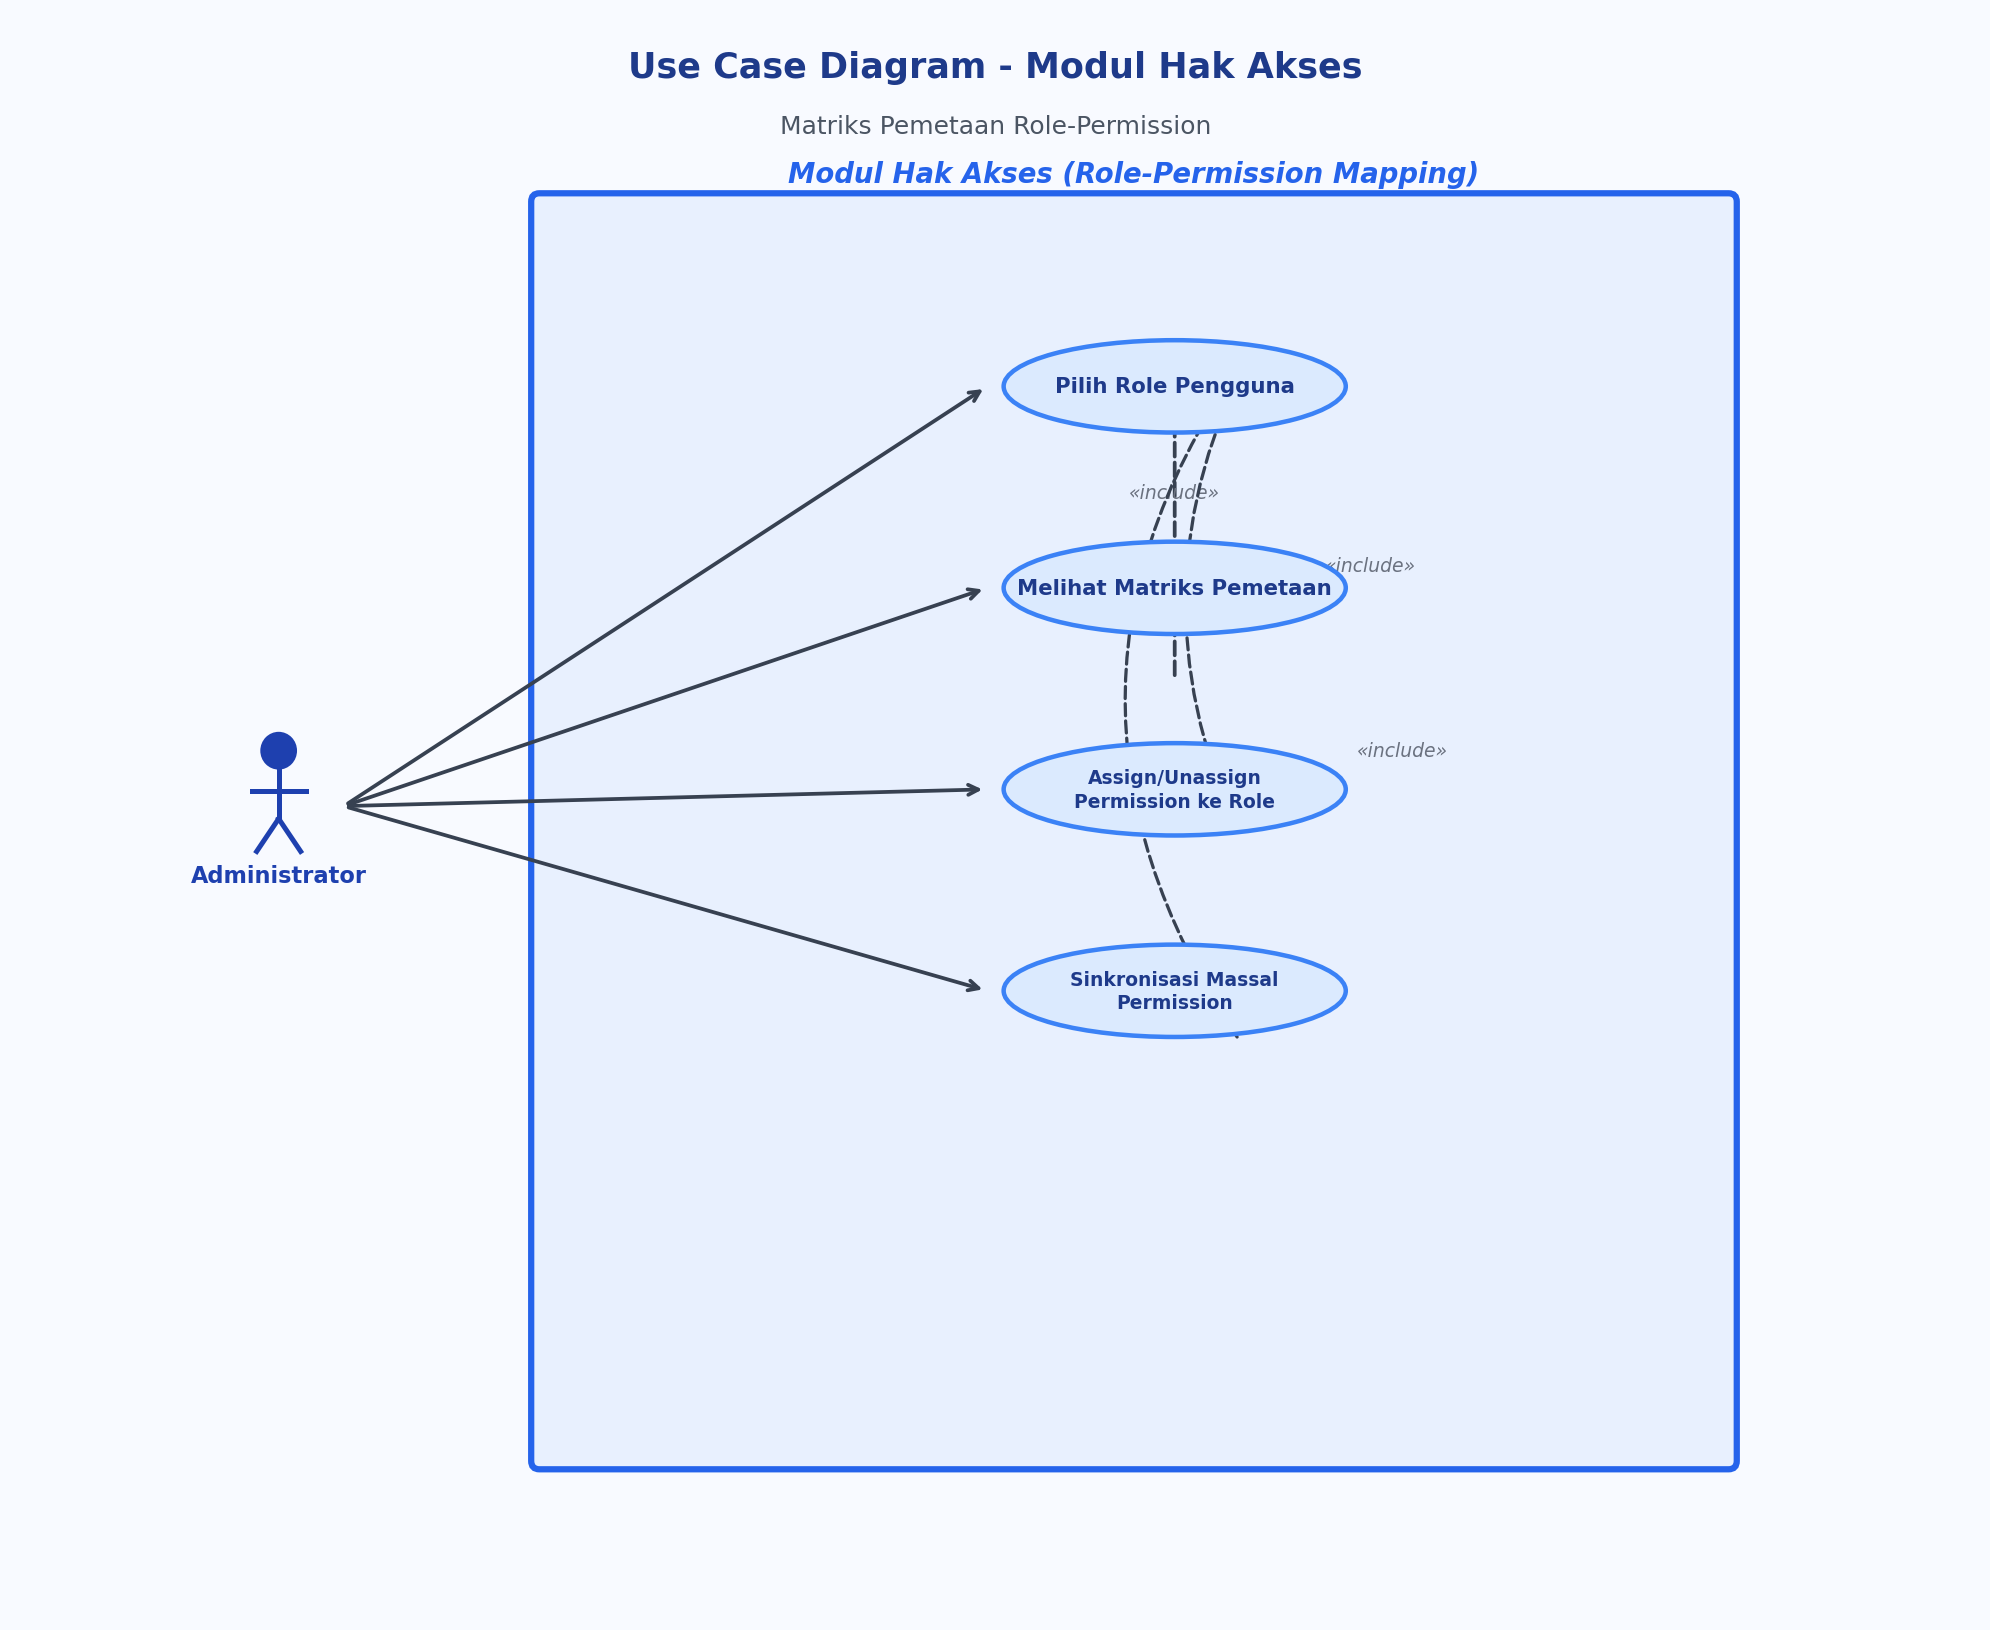 Use Case Diagram - Modul Hak Akses
Matriks Pemetaan Role-Permission
Modul Hak Akses (Role-Permission Mapping)
Pilih Role Pengguna
«include»
«include»
Melihat Matriks Pemetaan
«include»
Assign/Unassign
Permission ke Role
Administrator
Sinkronisasi Massal
Permission